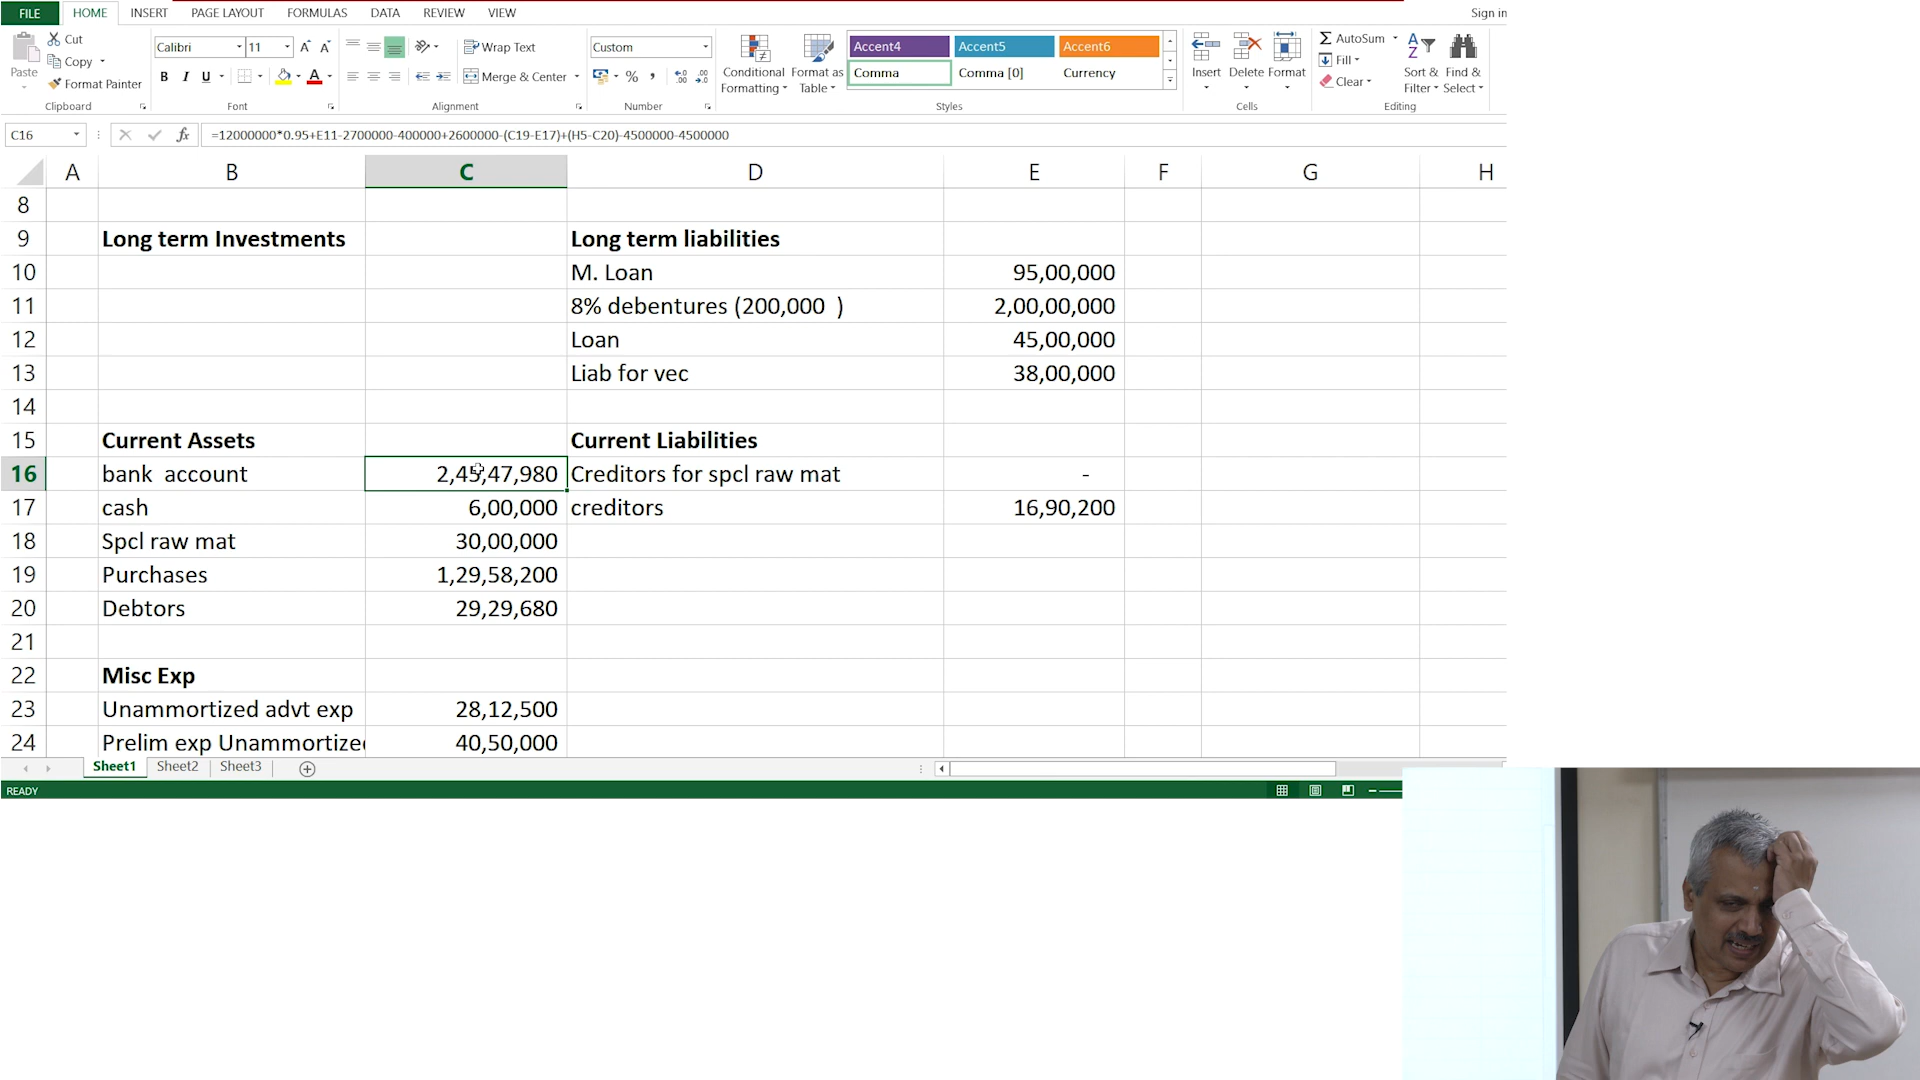 FILE HOME INSERT PAGE LAYOUT FORMULAS DATA REVIEW VIEW Sign in
Paste Cut Copy Format Painter Clipboard
Calibri 11 A A B I U A Font
Wrap Text Merge & Center Alignment
Custom % , Number
Conditional Formatting Format as Table
Accent4 Accent5 Accent6
Comma Comma [0] Currency
Styles
Insert Delete Format Cells
AutoSum Fill Clear Sort & Filter Find & Select Editing
C16 fx =12000000*0.95+E11-2700000-400000+2600000-(C19-E17)+(H5-C20)-4500000-4500000
A B C D E F G H
8
9 Long term Investments Long term liabilities
10 M. Loan 95,00,000
11 8% debentures (200,000 ) 2,00,00,000
12 Loan 45,00,000
13 Liab for vec 38,00,000
14
15 Current Assets Current Liabilities
16 bank account 2,45,47,980 Creditors for spcl raw mat -
17 cash 6,00,000 creditors 16,90,200
18 Spcl raw mat 30,00,000
19 Purchases 1,29,58,200
20 Debtors 29,29,680
21
22 Misc Exp
23 Unammortized advt exp 28,12,500
24 Prelim exp Unammortized 40,50,000
Sheet1 Sheet2 Sheet3
READY